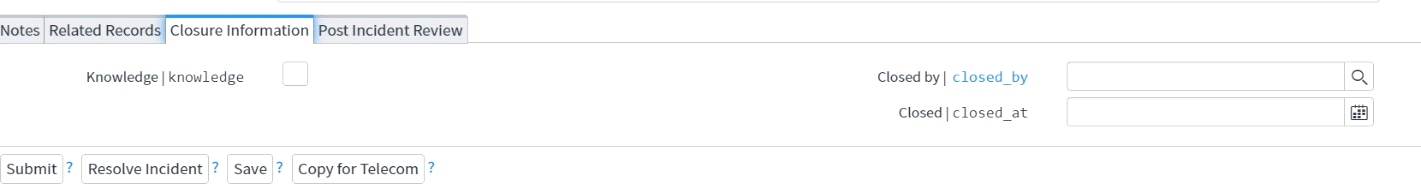 Notes Related Records Closure Information Post Incident Review
Knowledge | knowledge Closed by | closed_by
Closed | closed_at
Submit ? Resolve Incident ? Save ? Copy for Telecom ?